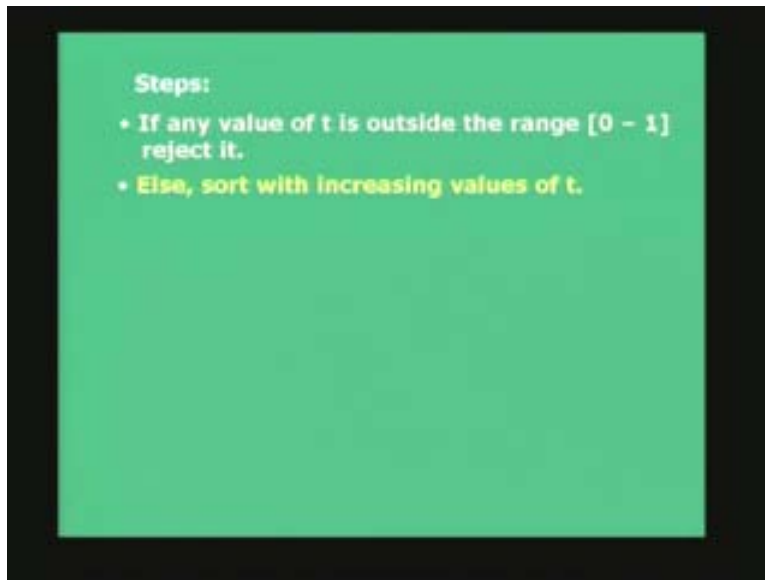 Steps:
• If any value of t is outside the range [0 – 1]
reject it.
• Else, sort with increasing values of t.